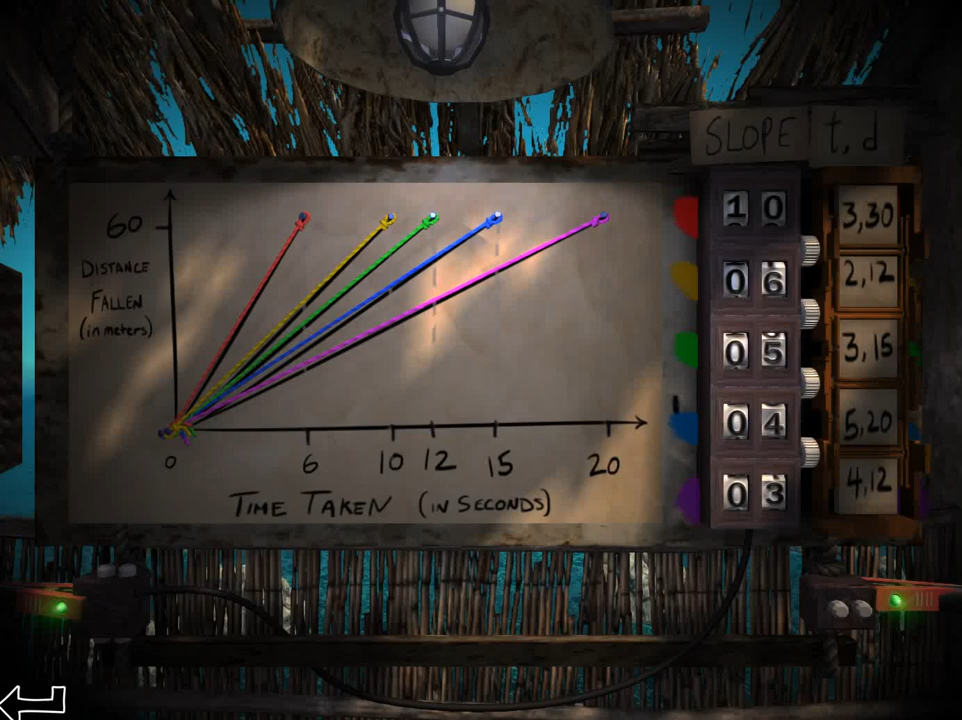 SLOPE t, d
60
DISTANCE
FALLEN
(in meters)
0 6 10 12 15 20
TIME TAKEN (IN SECONDS)
10 3,30
06 2,12
05 3,15
04 5,20
03 4,12